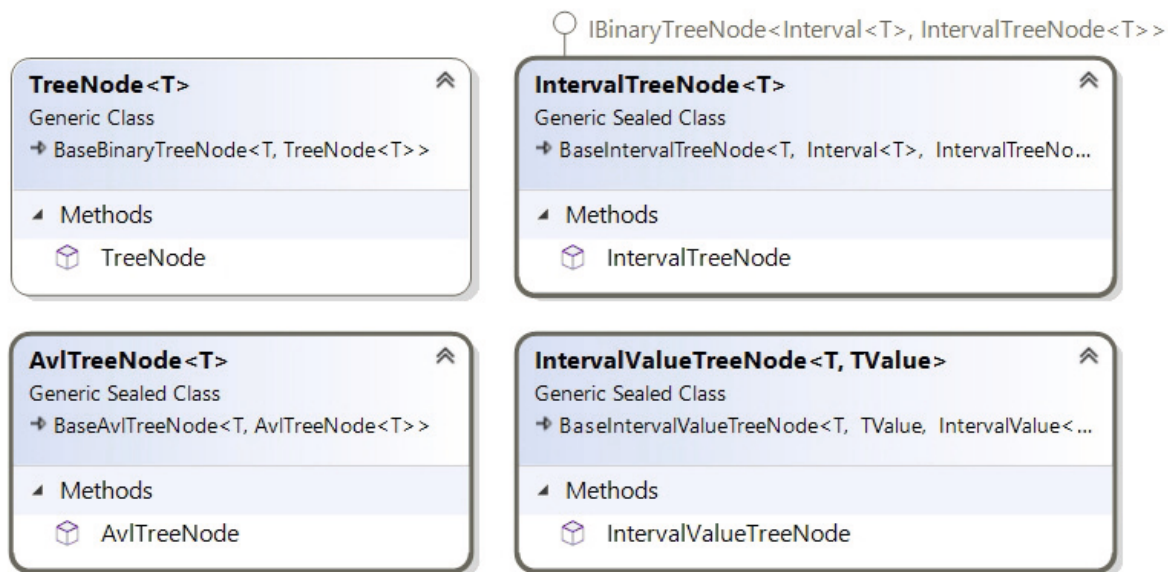 IBinaryTreeNode<Interval<T>, IntervalTreeNode<T>>
TreeNode<T>
Generic Class
BaseBinaryTreeNode<T, TreeNode<T>>
Methods
TreeNode
IntervalTreeNode<T>
Generic Sealed Class
BaseIntervalTreeNode<T, Interval<T>, IntervalTreeNo...
Methods
IntervalTreeNode
AvlTreeNode<T>
Generic Sealed Class
BaseAvlTreeNode<T, AvlTreeNode<T>>
Methods
AvlTreeNode
IntervalValueTreeNode<T, TValue>
Generic Sealed Class
BaseIntervalValueTreeNode<T, TValue, IntervalValue<...
Methods
IntervalValueTreeNode